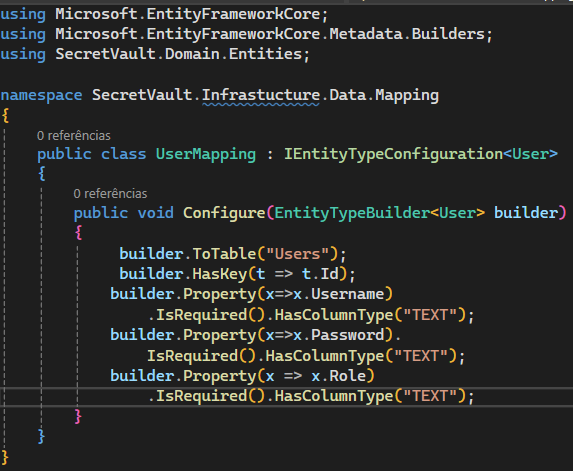 using Microsoft.EntityFrameworkCore;
using Microsoft.EntityFrameworkCore.Metadata.Builders;
using SecretVault.Domain.Entities;
namespace SecretVault.Infrastucture.Data.Mapping
{
0 referências
public class UserMapping : IEntityTypeConfiguration<User>
{
0 referências
public void Configure(EntityTypeBuilder<User> builder)
{
builder.ToTable("Users");
builder.HasKey(t => t.Id);
builder.Property(x=>x.Username)
.IsRequired().HasColumnType("TEXT");
builder.Property(x=>x.Password).
IsRequired().HasColumnType("TEXT");
builder.Property(x => x.Role)
.IsRequired().HasColumnType("TEXT");
}
}
}